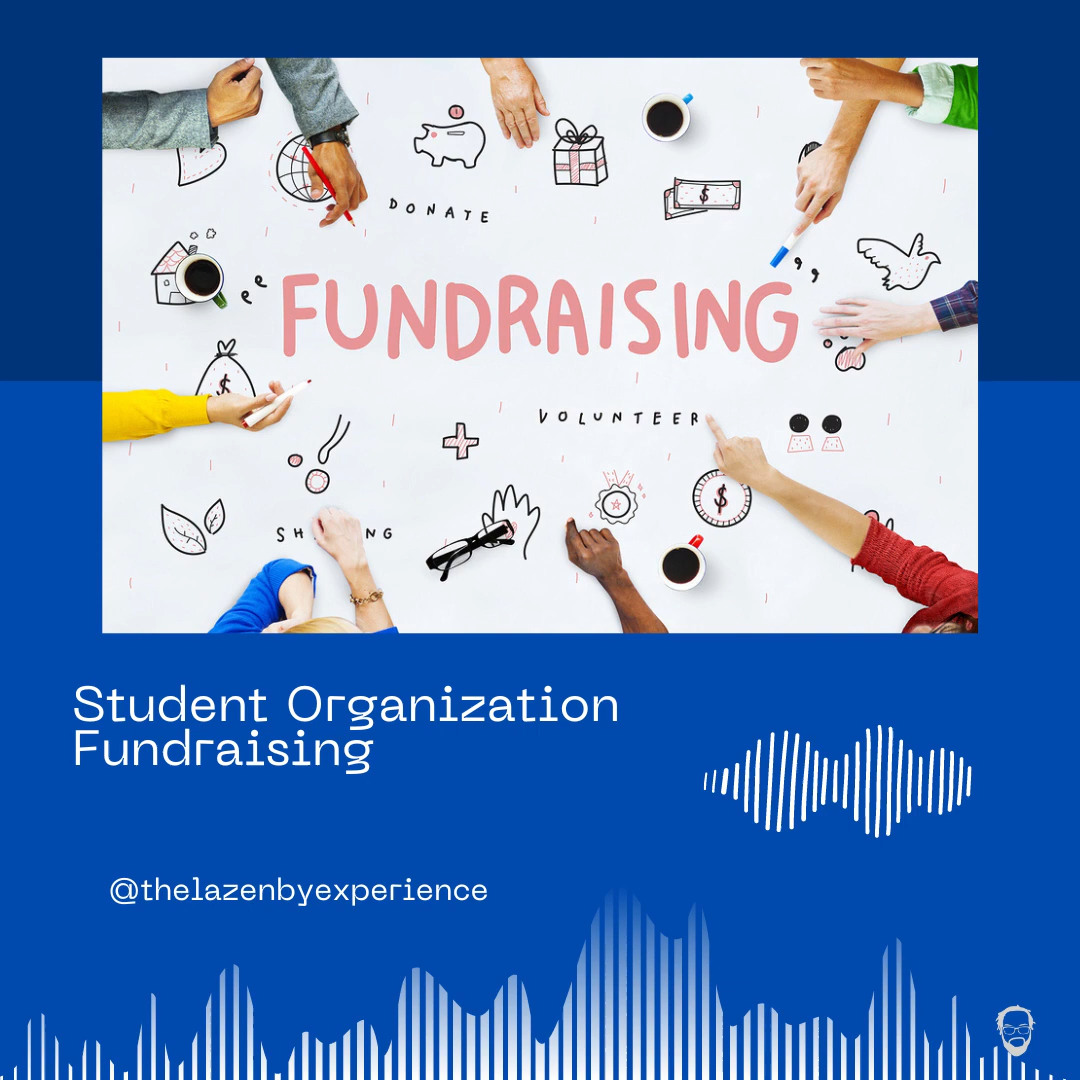 DONATE
FUNDRAISING
VOLUNTEER
Student Organization
Fundraising
@thelazenbyexperience